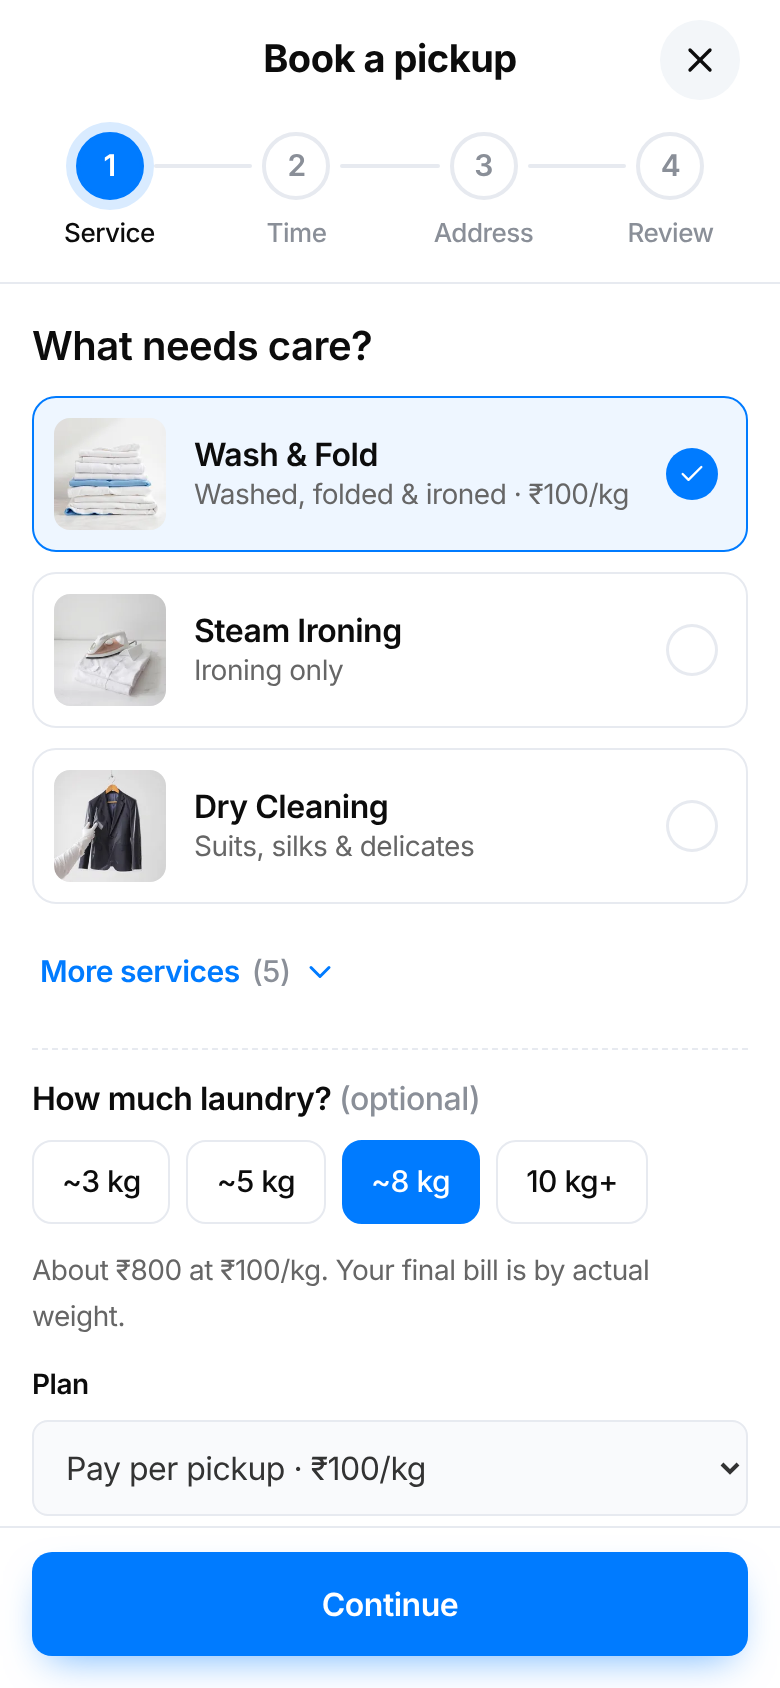 Book a pickup
1
2
3
4
Service
Time
Address
Review
What needs care?
Wash & Fold
Washed, folded & ironed · ₹100/kg
Steam Ironing
Ironing only
Dry Cleaning
Suits, silks & delicates
More services (5)
How much laundry? (optional)
~3 kg
~5 kg
~8 kg
10 kg+
About ₹800 at ₹100/kg. Your final bill is by actual
weight.
Plan
Pay per pickup · ₹100/kg
Continue